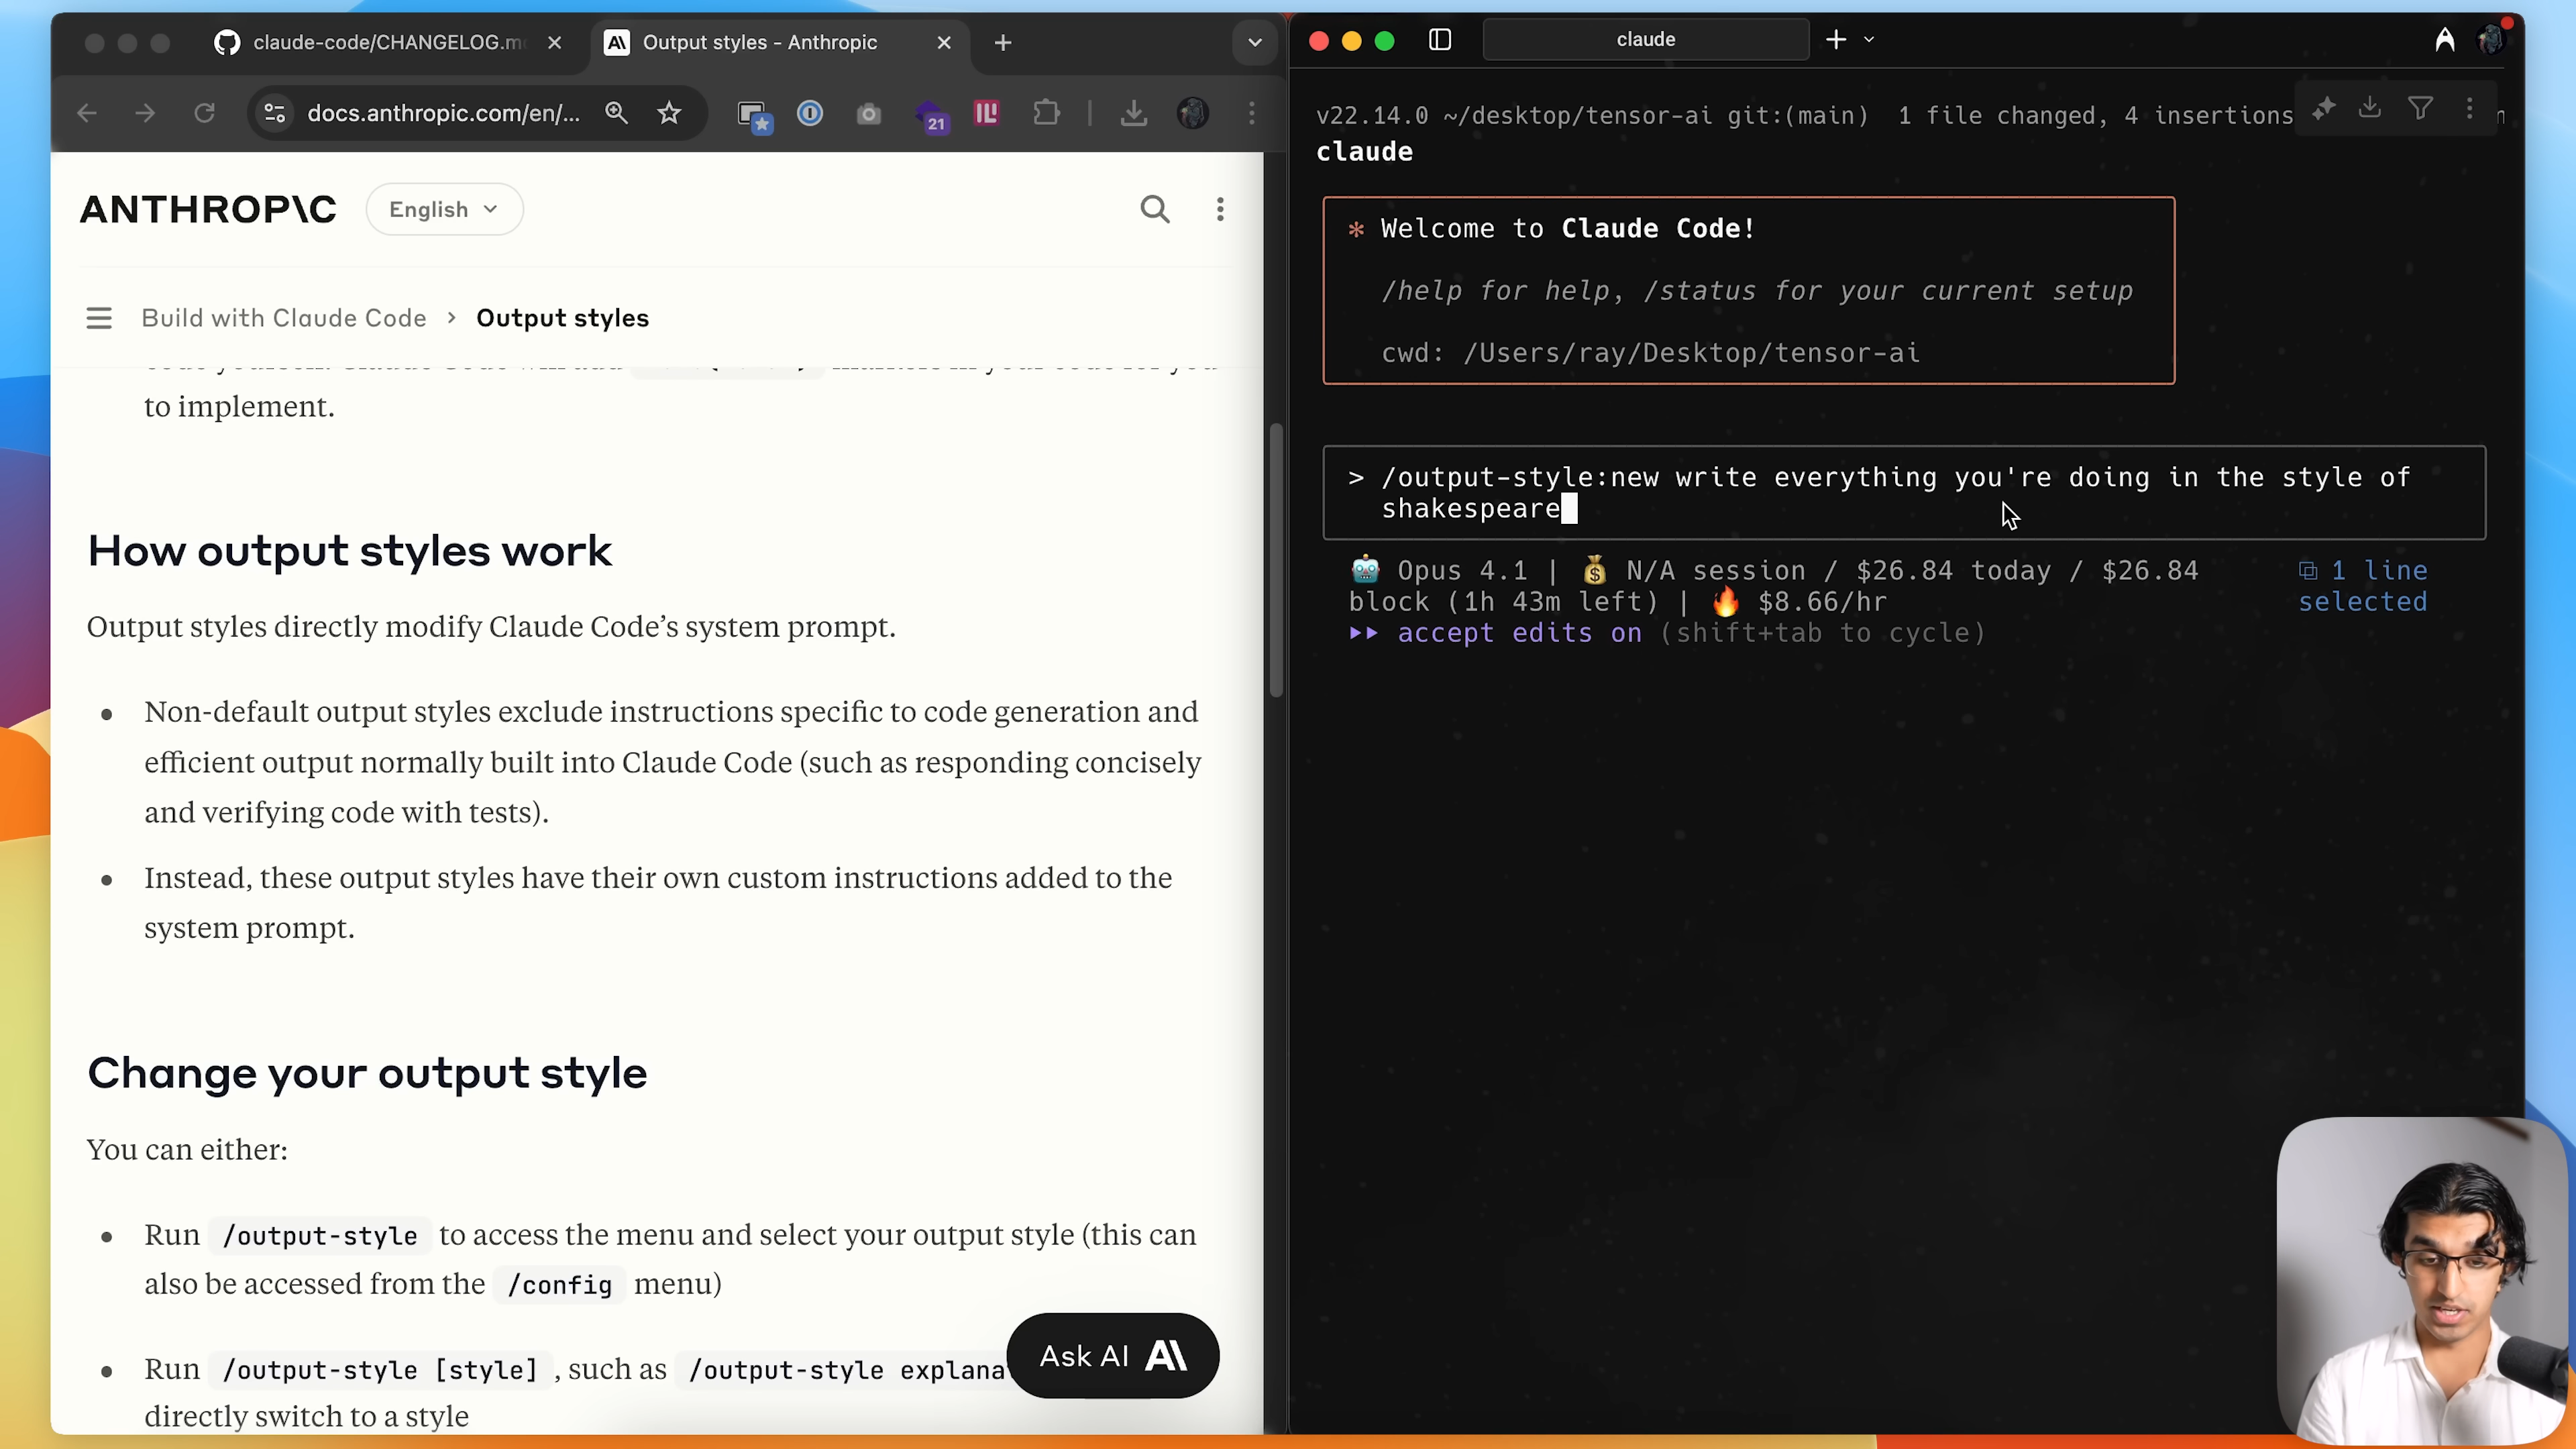 claude-code/CHANGELOG.m
Output styles - Anthropic
docs.anthropic.com/en/...
21
ANTHROP\C
English
Build with Claude Code > Output styles
to implement.
How output styles work
Output styles directly modify Claude Code’s system prompt.
• Non-default output styles exclude instructions specific to code generation and
efficient output normally built into Claude Code (such as responding concisely
and verifying code with tests).
• Instead, these output styles have their own custom instructions added to the
system prompt.
Change your output style
You can either:
• Run /output-style to access the menu and select your output style (this can
also be accessed from the /config menu)
• Run /output-style [style] , such as /output-style explana
directly switch to a style
Ask AI
claude
v22.14.0 ~/desktop/tensor-ai git:(main) 1 file changed, 4 insertions
claude
* Welcome to Claude Code!
/help for help, /status for your current setup
cwd: /Users/ray/Desktop/tensor-ai
> /output-style:new write everything you're doing in the style of
shakespeare
🤖 Opus 4.1 | 💰 N/A session / $26.84 today / $26.84
block (1h 43m left) | 🔥 $8.66/hr
⧉ 1 line
selected
⏵⏵ accept edits on (shift+tab to cycle)